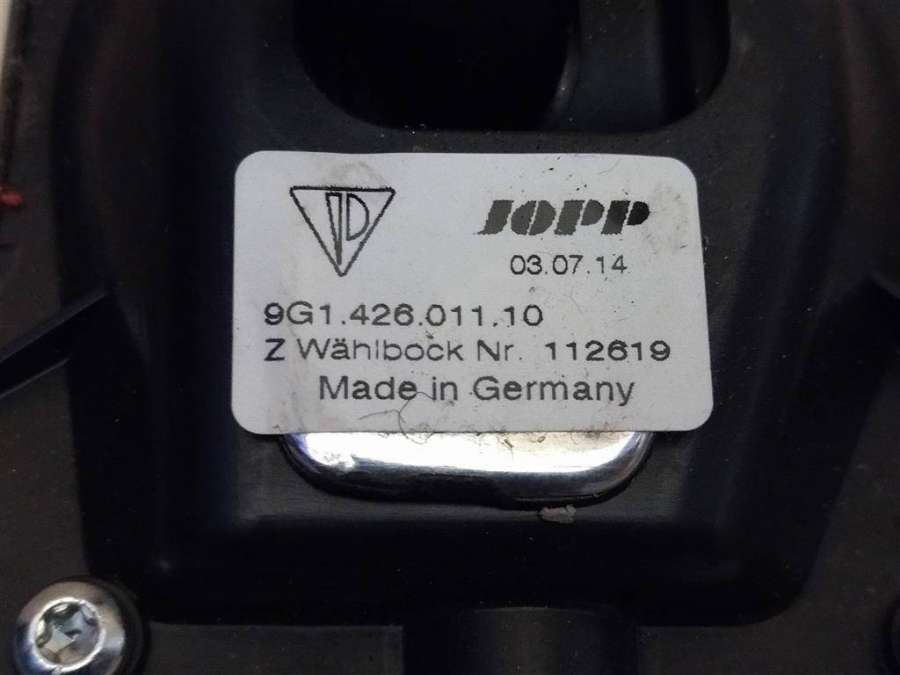 JOPP
03.07.14
9G1.426.011.10
Z Wählbock Nr. 112619
Made in Germany